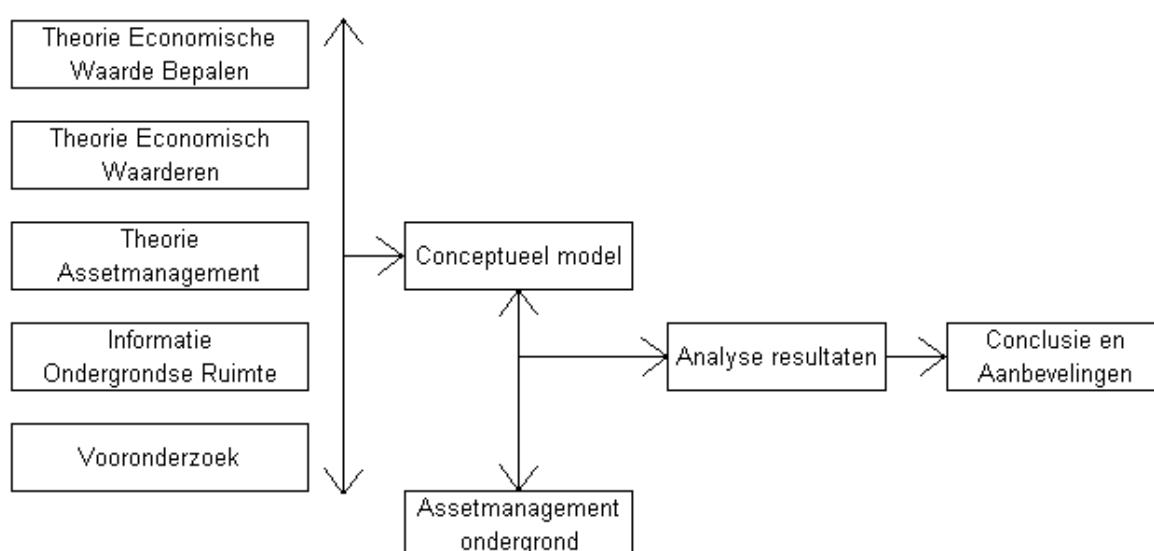 Theorie Economische
Waarde Bepalen
Theorie Economisch
Waarderen
Theorie
Assetmanagement
Informatie
Ondergrondse Ruimte
Vooronderzoek
Conceptueel model
Assetmanagement
ondergrond
Analyse resultaten
Conclusie en
Aanbevelingen